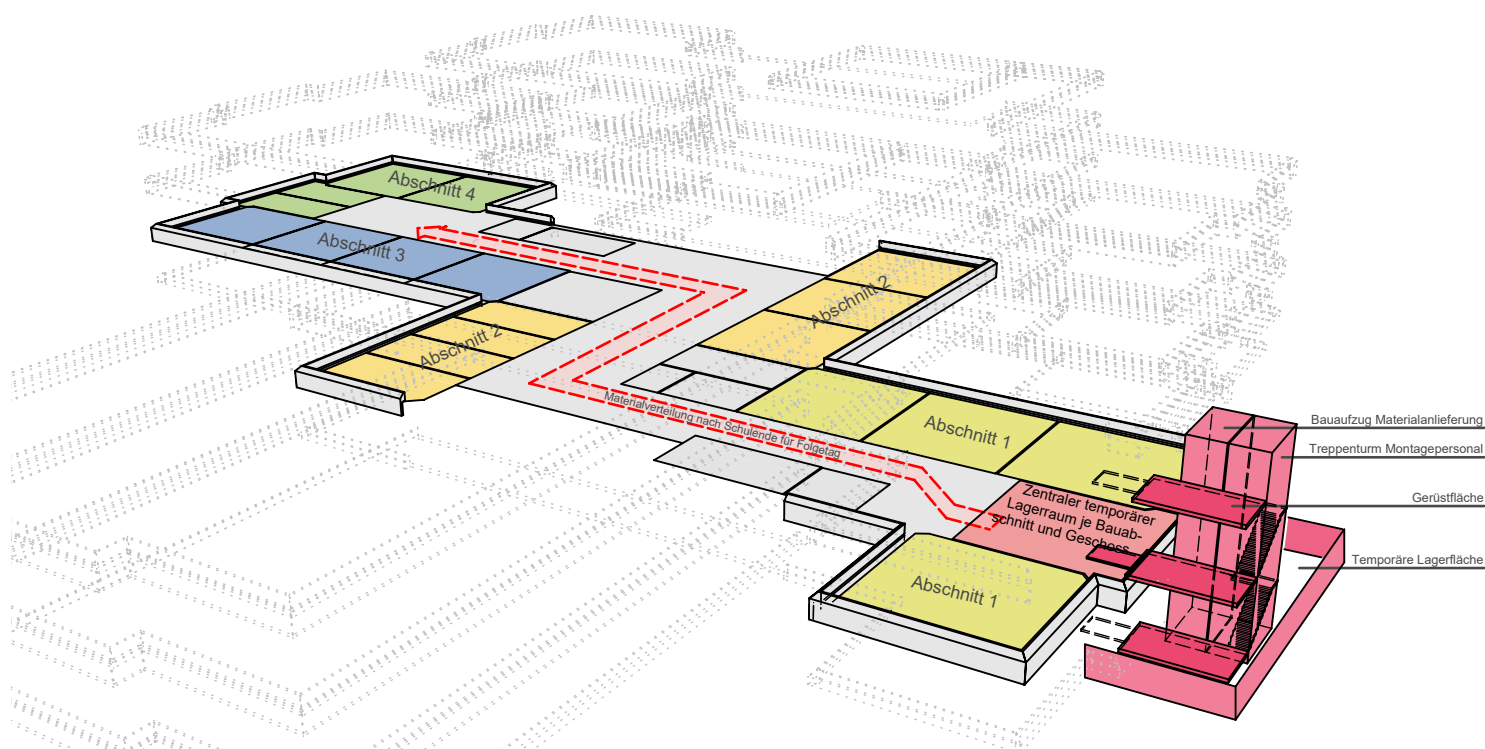 Abschnitt 4
Abschnitt 3
Abschnitt 2
Abschnitt 2
Materialverteilung nach Schulende für Folgetag
Abschnitt 1
Zentraler temporärer
Lagerraum je Bauab-
schnitt und Geschoss
Abschnitt 1
Bauaufzug Materialanlieferung
Treppenturm Montagepersonal
Gerüstfläche
Temporäre Lagerfläche